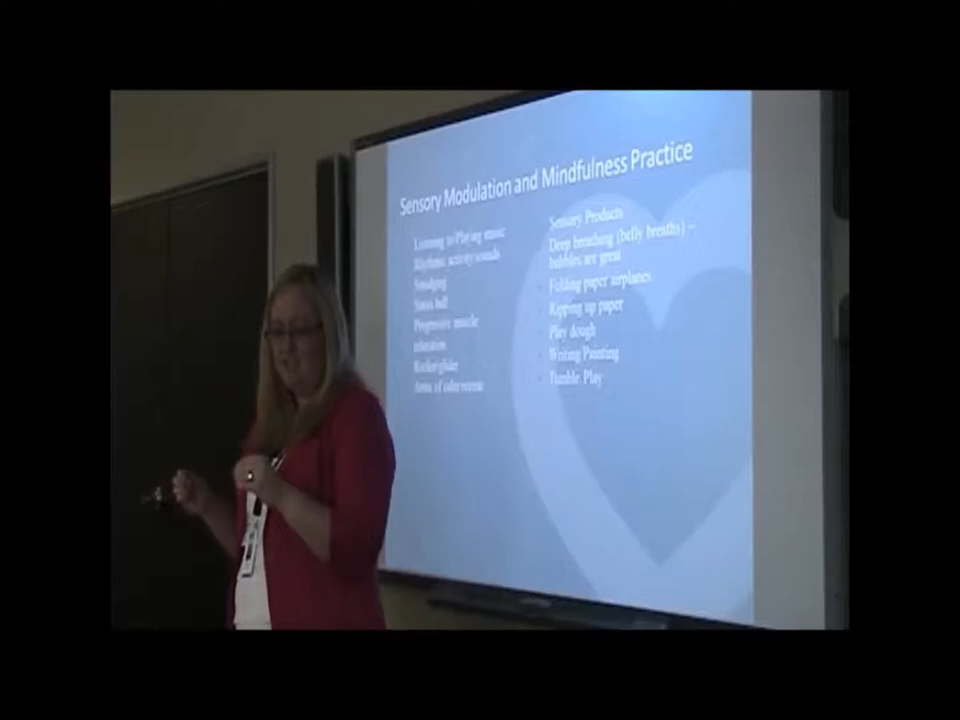 Sensory Modulation and Mindfulness Practice
Listening to/Playing music
Rhythmic activity/sounds
Smudging
Stress ball
Progressive muscle
relaxation
Rocker/glider
Sensory Products
Deep breathing (belly breaths) –
bubbles are great
Folding paper airplanes
Ripping up paper
Play dough
Writing Painting
Tumble Play